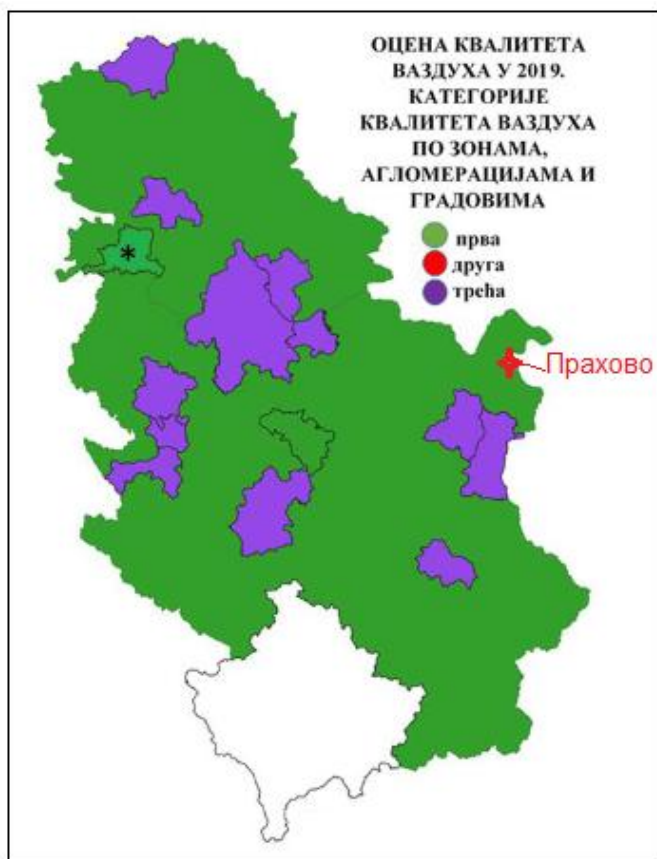 ОЦЕНА КВАЛИТЕТА
ВАЗДУХА У 2019.
КАТЕГОРИЈЕ
КВАЛИТЕТА ВАЗДУХА
ПО ЗОНАМА,
АГЛОМЕРАЦИЈАМА И
ГРАДОВИМА
прва
друга
трећа
Прахово
*